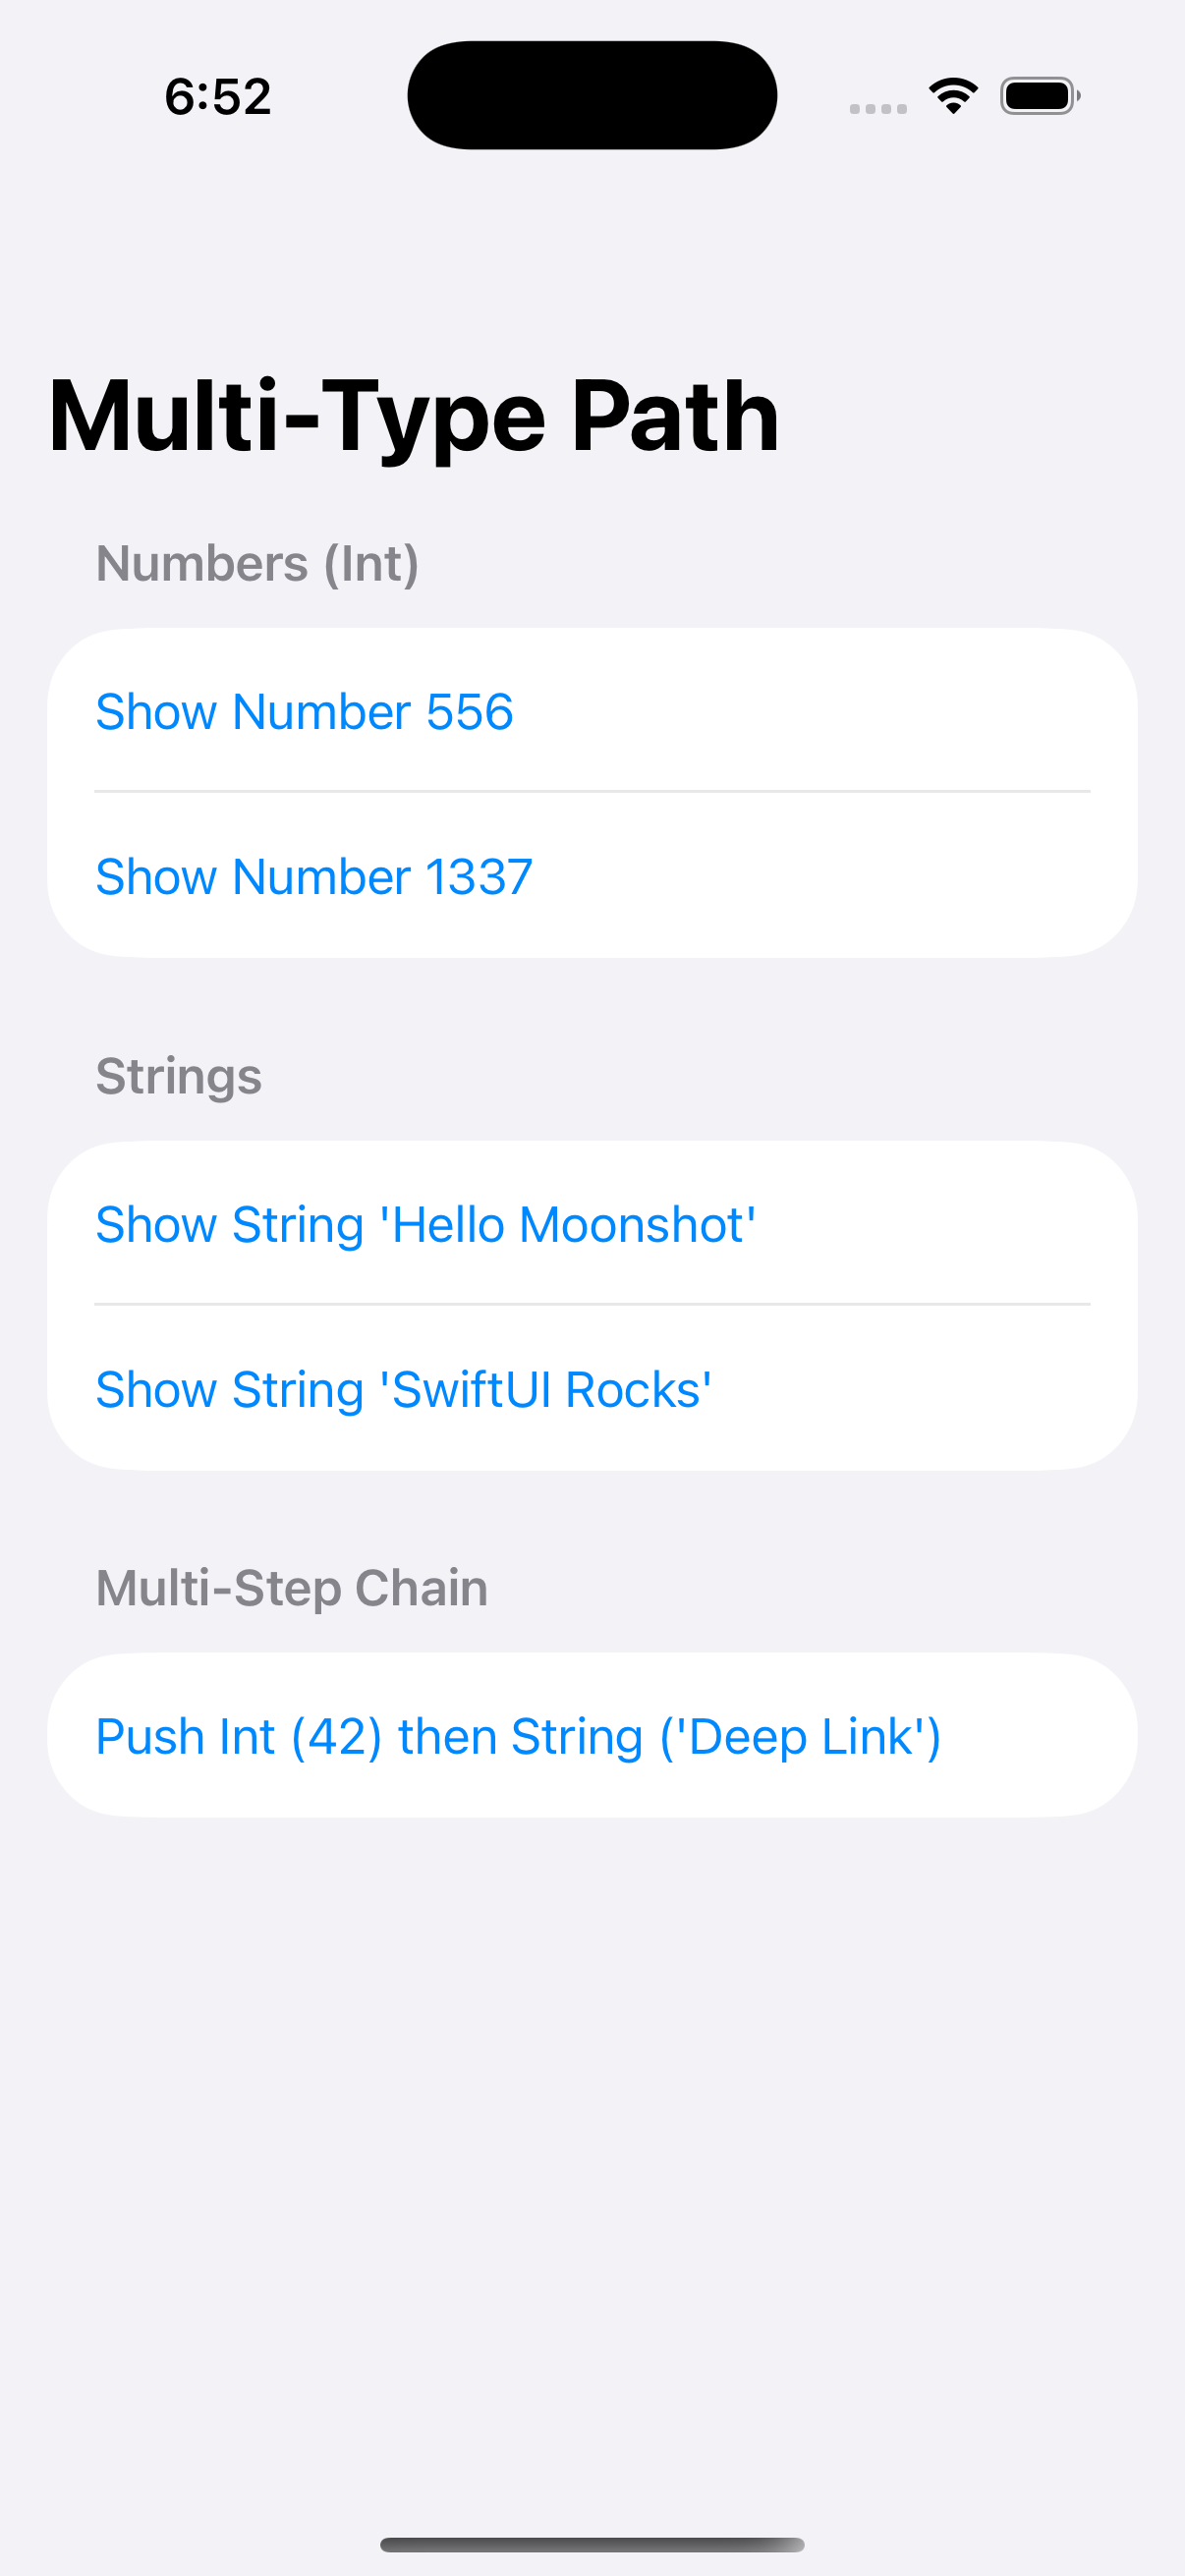 6:52
Multi-Type Path
Numbers (Int)
Show Number 556
Show Number 1337
Strings
Show String 'Hello Moonshot'
Show String 'SwiftUI Rocks'
Multi-Step Chain
Push Int (42) then String ('Deep Link')